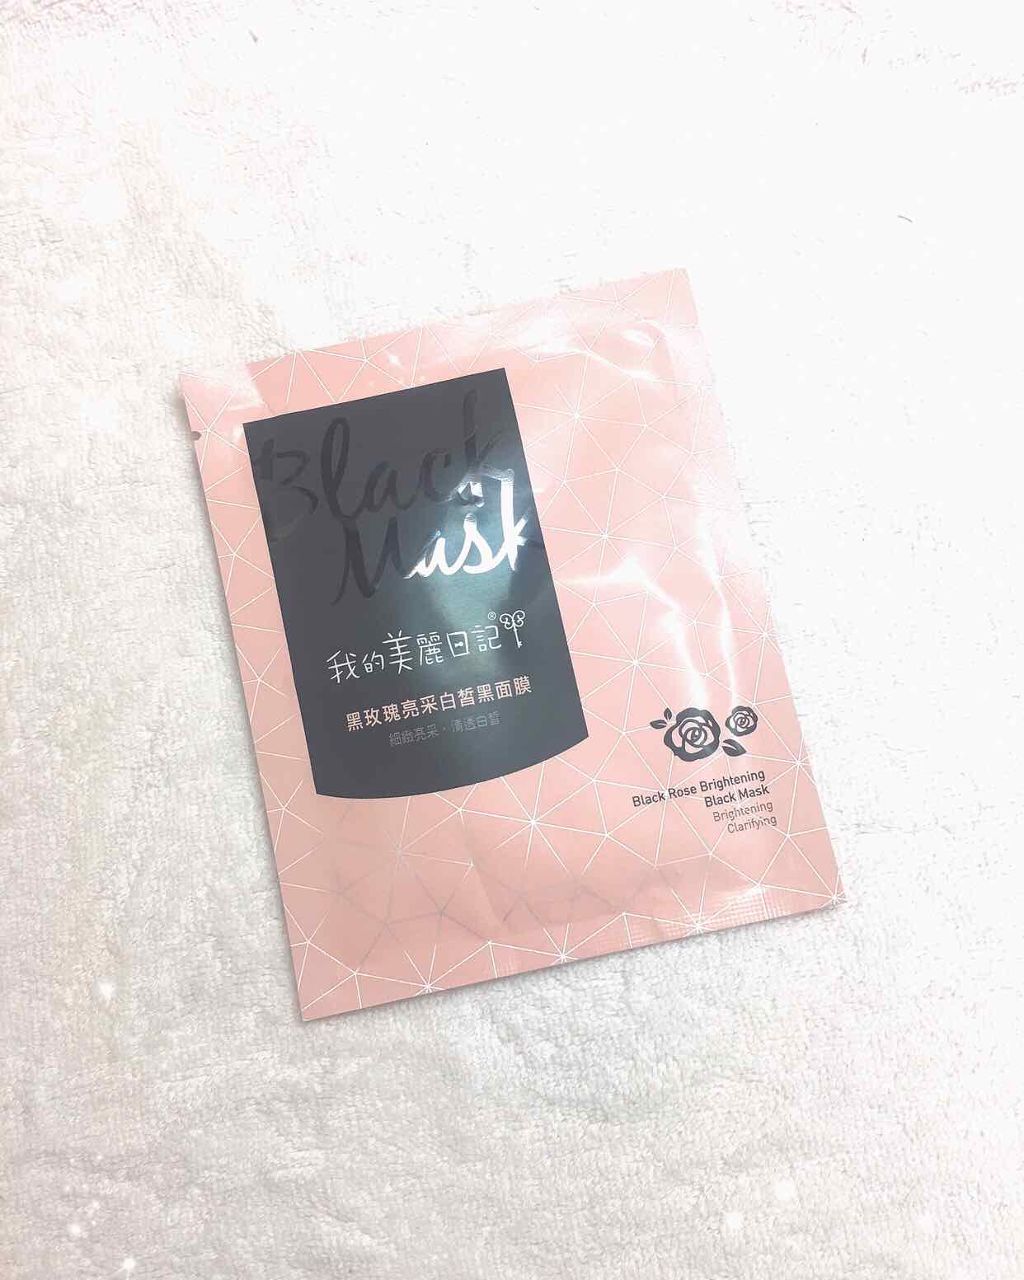 Black
Mask
我的美麗日記®
黑玫瑰亮采白皙黑面膜
細緻亮采，清透白皙
Black Rose Brightening
Black Mask
Brightening
Clarifying